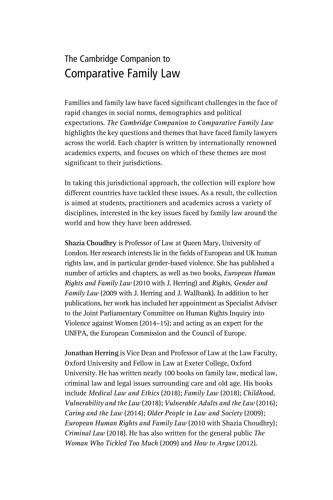 The Cambridge Companion to
Comparative Family Law
Families and family law have faced significant challenges in the face of
rapid changes in social norms, demographics and political
expectations. The Cambridge Companion to Comparative Family Law
highlights the key questions and themes that have faced family lawyers
across the world. Each chapter is written by internationally renowned
academics experts, and focuses on which of these themes are most
significant to their jurisdictions.
In taking this jurisdictional approach, the collection will explore how
different countries have tackled these issues. As a result, the collection
is aimed at students, practitioners and academics across a variety of
disciplines, interested in the key issues faced by family law around the
world and how they have been addressed.
Shazia Choudhry is Professor of Law at Queen Mary, University of
London. Her research interests lie in the fields of European and UK human
rights law, and in particular gender-based violence. She has published a
number of articles and chapters, as well as two books, European Human
Rights and Family Law (2010 with J. Herring) and Rights, Gender and
Family Law (2009 with J. Herring and J. Wallbank). In addition to her
publications, her work has included her appointment as Specialist Adviser
to the Joint Parliamentary Committee on Human Rights Inquiry into
Violence against Women (2014–15); and acting as an expert for the
UNFPA, the European Commission and the Council of Europe.
Jonathan Herring is Vice Dean and Professor of Law at the Law Faculty,
Oxford University and Fellow in Law at Exeter College, Oxford
University. He has written nearly 100 books on family law, medical law,
criminal law and legal issues surrounding care and old age. His books
include Medical Law and Ethics (2018); Family Law (2018); Childhood,
Vulnerability and the Law (2018); Vulnerable Adults and the Law (2016);
Caring and the Law (2014); Older People in Law and Society (2009);
European Human Rights and Family Law (2010 with Shazia Choudhry);
Criminal Law (2018). He has also written for the general public The
Woman Who Tickled Too Much (2009) and How to Argue (2012).